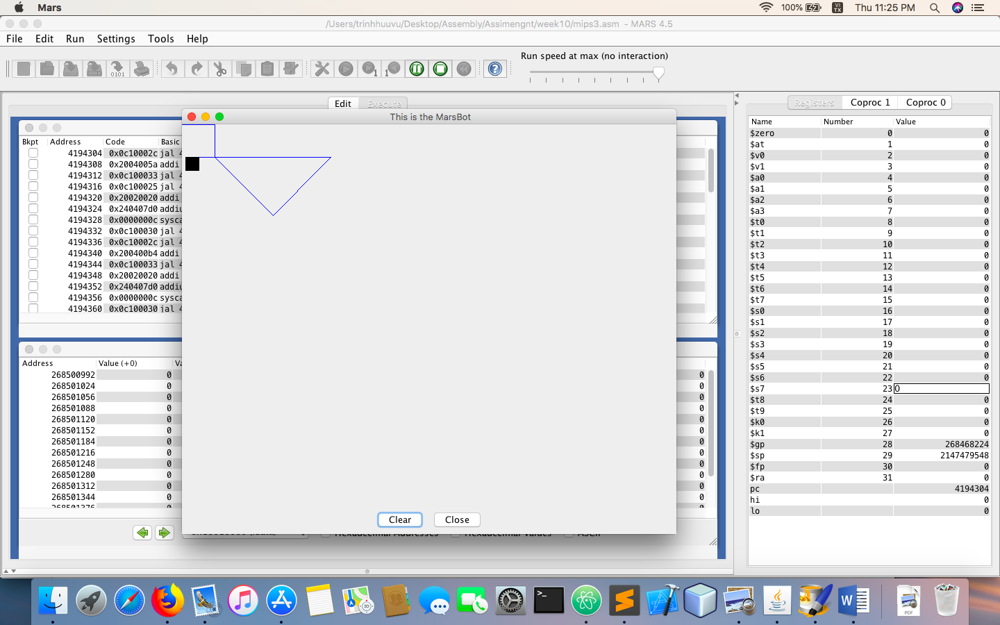 Mars
100%
VI
TX
Thu 11:25 PM
/Users/trinhhuuvu/Desktop/Assembly/Assimengnt/week10/mips3.asm - MARS 4.5
File Edit Run Settings Tools Help
Run speed at max (no interaction)
Edit Execute
Registers Coproc 1 Coproc 0
This is the MarsBot
Bkpt Address Code Basic
4194304 0x0c10002c jal 4
4194308 0x2004005a addi
4194312 0x0c100033 jal 4
4194316 0x0c100025 jal 4
4194320 0x20020020 addi
4194324 0x240407d0 addiu
4194328 0x0000000c sysca
4194332 0x0c100030 jal 4
4194336 0x0c10002c jal 4
4194340 0x200400b4 addi
4194344 0x0c100033 jal 4
4194348 0x20020020 addi
4194352 0x240407d0 addiu
4194356 0x0000000c sysca
4194360 0x0c100030 jal 4
Address Value (+0) Va
268500992 0 0
268501024 0 0
268501056 0 0
268501088 0 0
268501120 0 0
268501152 0 0
268501184 0 0
268501216 0 0
268501248 0 0
268501280 0 0
268501312 0 0
268501344 0 0
Clear Close
Name Number Value
$zero 0 0
$at 1 0
$v0 2 0
$v1 3 0
$a0 4 0
$a1 5 0
$a2 6 0
$a3 7 0
$t0 8 0
$t1 9 0
$t2 10 0
$t3 11 0
$t4 12 0
$t5 13 0
$t6 14 0
$t7 15 0
$s0 16 0
$s1 17 0
$s2 18 0
$s3 19 0
$s4 20 0
$s5 21 0
$s6 22 0
$s7 23 0
$t8 24 0
$t9 25 0
$k0 26 0
$k1 27 0
$gp 28 268468224
$sp 29 2147479548
$fp 30 0
$ra 31 0
pc 4194304
hi 0
lo 0
PDF